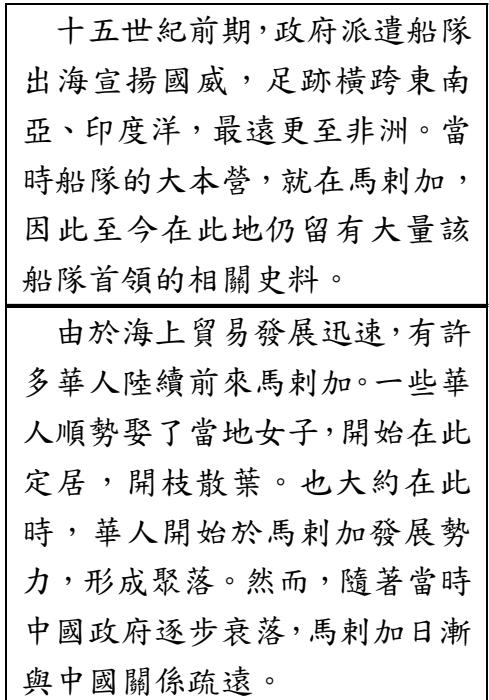 十五世紀前期，政府派遣船隊
出海宣揚國威，足跡橫跨東南
亞、印度洋，最遠更至非洲。當
時船隊的大本營，就在馬剌加，
因此至今在此地仍留有大量該
船隊首領的相關史料。
由於海上貿易發展迅速，有許
多華人陸續前來馬剌加。一些華
人順勢娶了當地女子，開始在此
定居，開枝散葉。也大約在此
時，華人開始於馬剌加發展勢
力，形成聚落。然而，隨著當時
中國政府逐步衰落，馬剌加日漸
與中國關係疏遠。